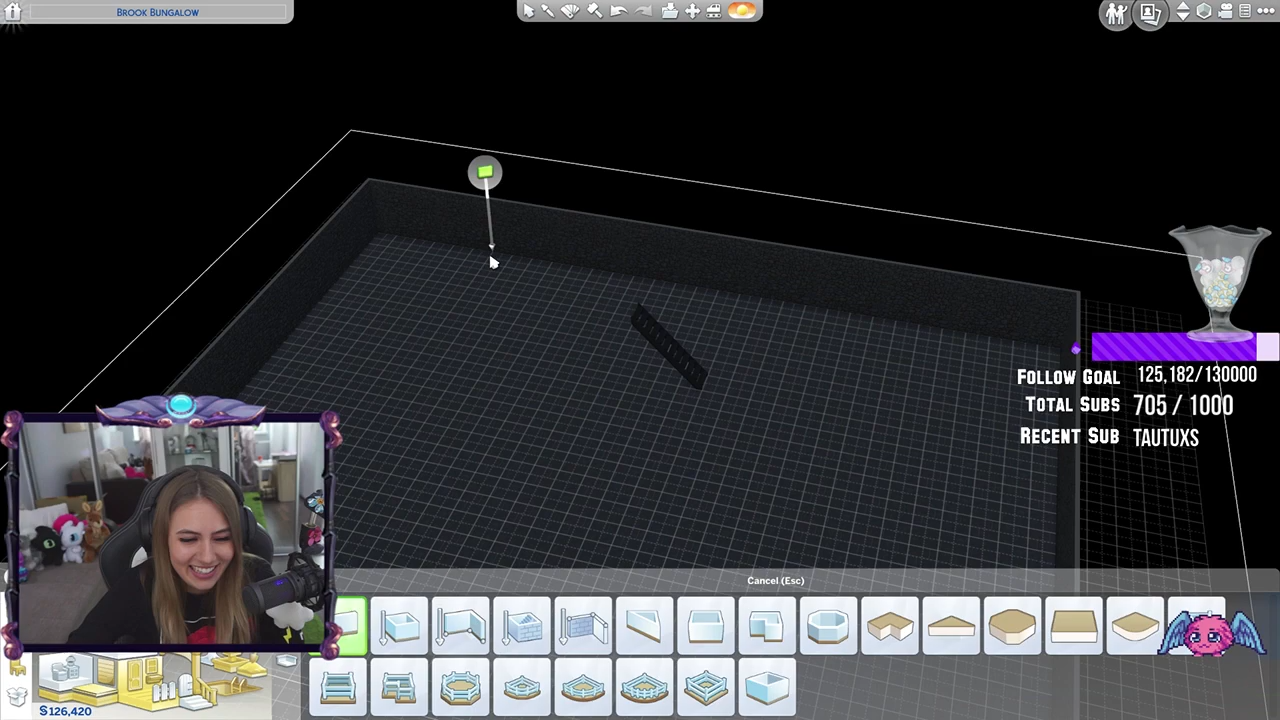 BROOK BUNGALOW
FOLLOW GOAL 125,182/130000
TOTAL SUBS 705 / 1000
RECENT SUB TAUTUXS
Cancel (Esc)
§126,420